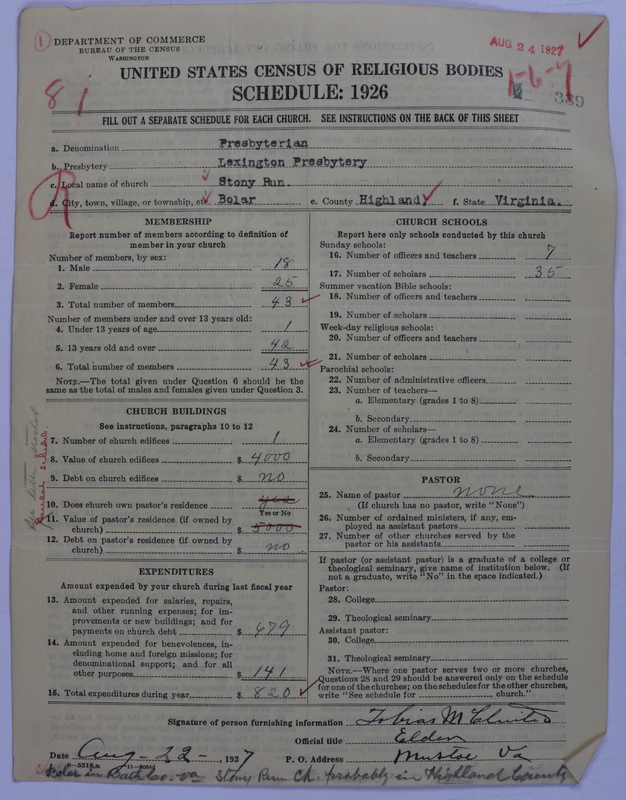 1 DEPARTMENT OF COMMERCE
BUREAU OF THE CENSUS
WASHINGTON
AUG 24 1927
UNITED STATES CENSUS OF RELIGIOUS BODIES
SCHEDULE: 1926
81
1-6-7
339
FILL OUT A SEPARATE SCHEDULE FOR EACH CHURCH. SEE INSTRUCTIONS ON THE BACK OF THIS SHEET
a. Denomination Presbyterian
b. Presbytery Lexington Presbytery
c. Local name of church Stony Run.
R
d. City, town, village, or township, etc. Bolar e. County Highland, f. State Virginia.
MEMBERSHIP
Report number of members according to definition of
member in your church
Number of members, by sex:
1. Male 18
2. Female 25
3. Total number of members 43
Number of members under and over 13 years old:
4. Under 13 years of age 1
5. 13 years old and over 42
6. Total number of members 43
NOTE.—The total given under Question 6 should be the
same as the total of males and females given under Question 3.
CHURCH BUILDINGS
See instructions, paragraphs 10 to 12
7. Number of church edifices 1
8. Value of church edifices $ 4000
9. Debt on church edifices $ no
10. Does church own pastor's residence yes
Yes or No
11. Value of pastor's residence (if owned by
church) $ 5000
12. Debt on pastor's residence (if owned by
church) $ no
See letter attached
EXPENDITURES
Amount expended by your church during last fiscal year
13. Amount expended for salaries, repairs,
and other running expenses; for im-
provements or new buildings; and for
payments on church debt $ 679
14. Amount expended for benevolences, in-
cluding home and foreign missions; for
denominational support; and for all
other purposes $ 141
15. Total expenditures during year $ 820
CHURCH SCHOOLS
Report here only schools conducted by this church
Sunday schools:
16. Number of officers and teachers 7
17. Number of scholars 35
Summer vacation Bible schools:
18. Number of officers and teachers
19. Number of scholars
Week-day religious schools:
20. Number of officers and teachers
21. Number of scholars
Parochial schools:
22. Number of administrative officers
23. Number of teachers—
a. Elementary (grades 1 to 8)
b. Secondary
24. Number of scholars—
a. Elementary (grades 1 to 8)
b. Secondary
PASTOR
25. Name of pastor none
(If church has no pastor, write "None")
26. Number of ordained ministers, if any, em-
ployed as assistant pastors
27. Number of other churches served by the
pastor or his assistants
If pastor (or assistant pastor) is a graduate of a college or
theological seminary, give name of institution below. (If
not a graduate, write "No" in the space indicated.)
Pastor:
28. College
29. Theological seminary
Assistant pastor:
30. College
31. Theological seminary
NOTE.—Where one pastor serves two or more churches,
Questions 28 and 29 should be answered only on the schedule
for one of the churches; on the schedules for the other churches,
write "See schedule for church."
Signature of person furnishing information Tobias McClintic
Official title Elder
Date Aug-22-, 1927 P. O. Address Mustoe Va
Bolar in Bath Co. Va Stony Run Ch. probably in Highland County